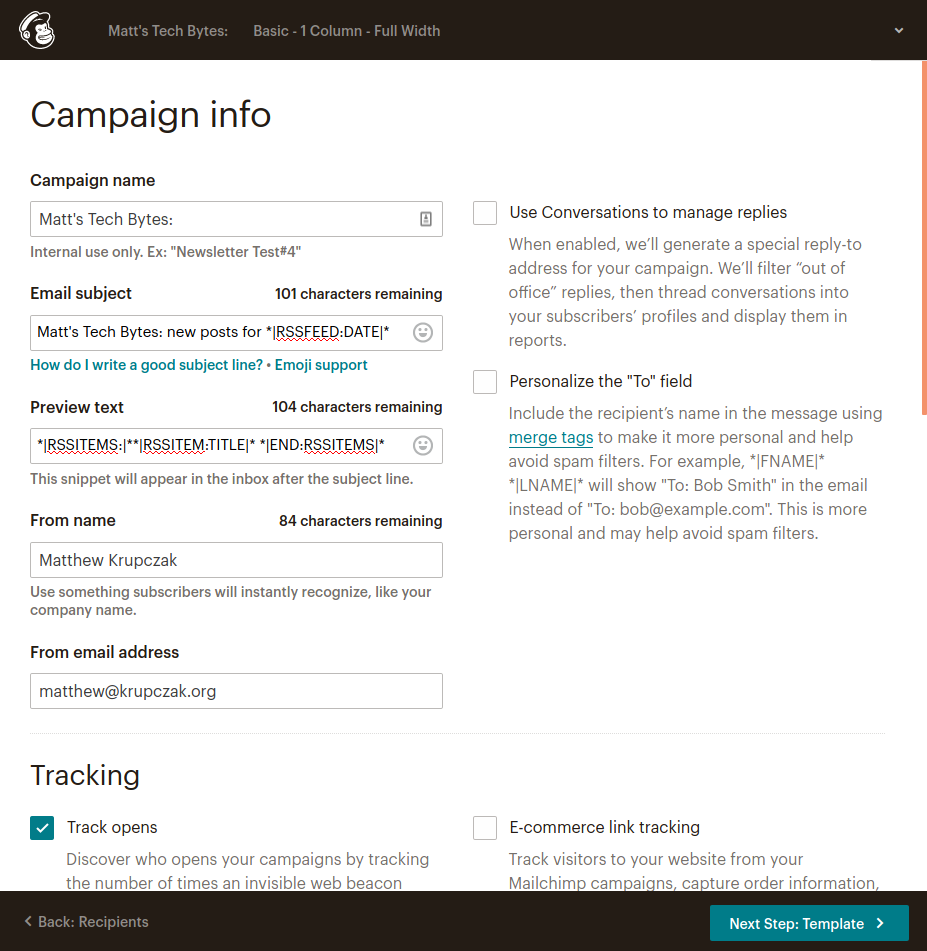 Matt's Tech Bytes: Basic - 1 Column - Full Width
Campaign info
Campaign name
Matt's Tech Bytes:
Internal use only. Ex: "Newsletter Test#4"
Email subject 101 characters remaining
Matt's Tech Bytes: new posts for *|RSSFEED:DATE|*
How do I write a good subject line? • Emoji support
Preview text 104 characters remaining
*|RSSITEMS:|**|RSSITEM:TITLE|* *|END:RSSITEMS|*
This snippet will appear in the inbox after the subject line.
From name 84 characters remaining
Matthew Krupczak
Use something subscribers will instantly recognize, like your
company name.
From email address
matthew@krupczak.org
Use Conversations to manage replies
When enabled, we’ll generate a special reply-to
address for your campaign. We’ll filter “out of
office” replies, then thread conversations into
your subscribers’ profiles and display them in
reports.
Personalize the "To" field
Include the recipient’s name in the message using
merge tags to make it more personal and help
avoid spam filters. For example, *|FNAME|*
*|LNAME|* will show "To: Bob Smith" in the email
instead of "To: bob@example.com". This is more
personal and may help avoid spam filters.
Tracking
Track opens
Discover who opens your campaigns by tracking
the number of times an invisible web beacon
E-commerce link tracking
Track visitors to your website from your
Mailchimp campaigns, capture order information,
Back: Recipients
Next Step: Template